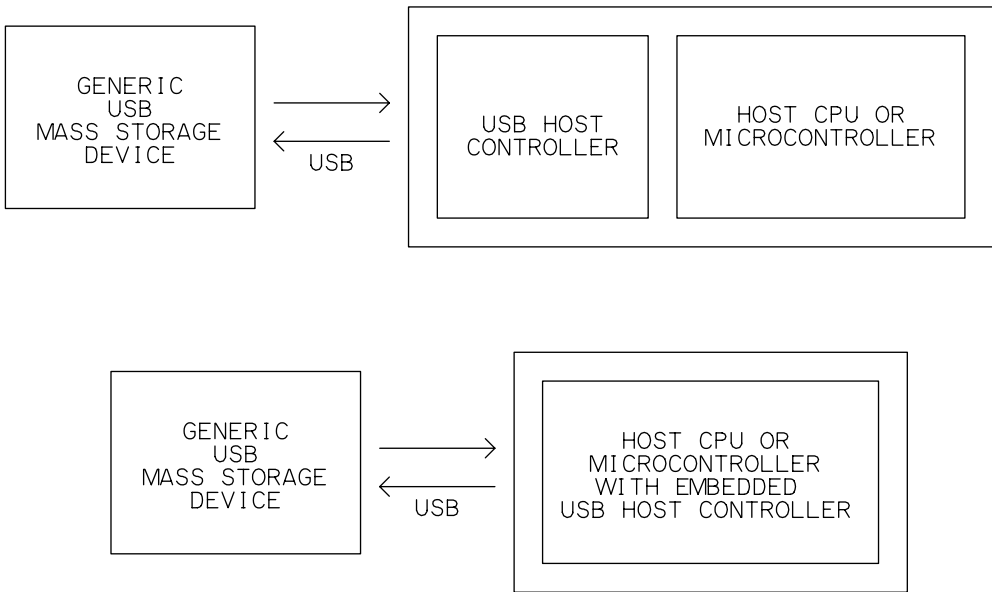 GENERIC
USB
MASS STORAGE
DEVICE
USB
USB HOST
CONTROLLER
HOST CPU OR
MICROCONTROLLER
GENERIC
USB
MASS STORAGE
DEVICE
USB
HOST CPU OR
MICROCONTROLLER
WITH EMBEDDED
USB HOST CONTROLLER